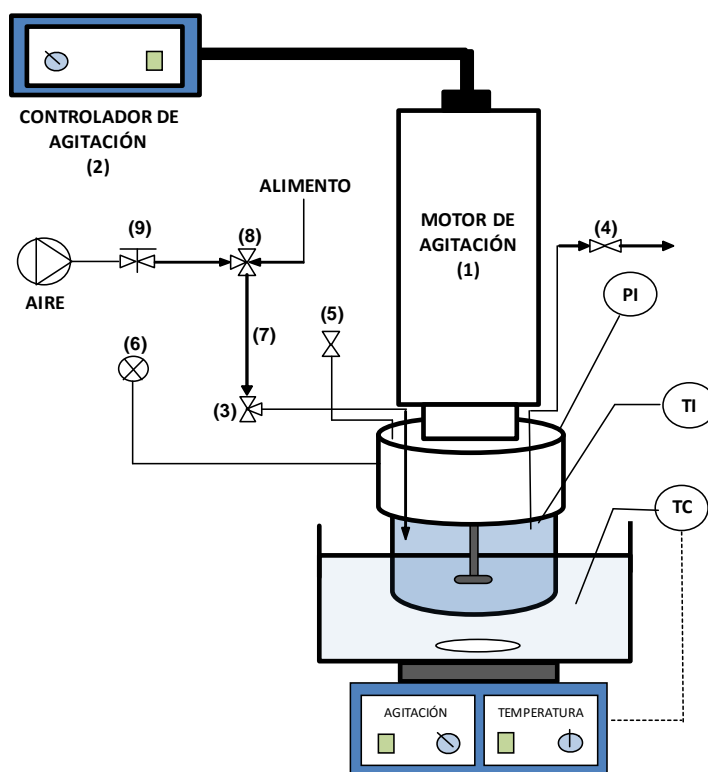 CONTROLADOR DE
AGITACIÓN
(2)
ALIMENTO
MOTOR DE
AGITACIÓN
(1)
(9)
(8)
(4)
AIRE
PI
(5)
(7)
(6)
(3)
TI
TC
AGITACIÓN
TEMPERATURA